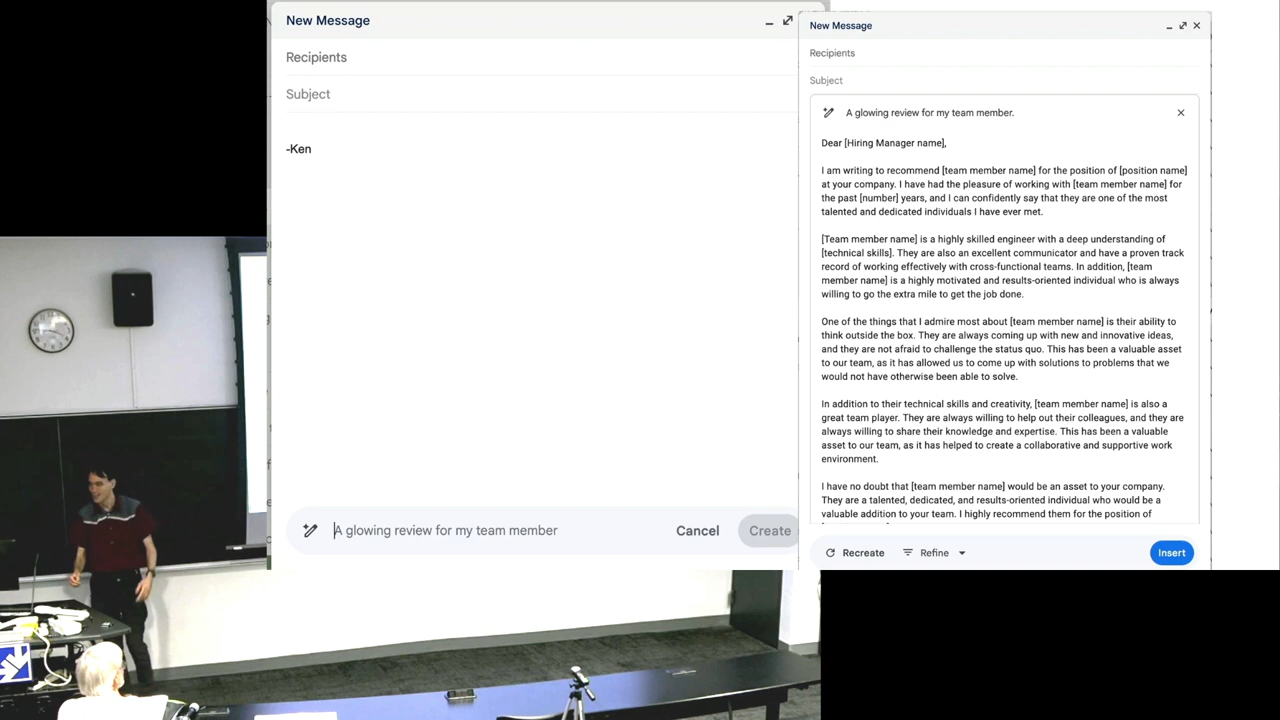 New Message
Recipients
Subject
-Ken
A glowing review for my team member
Cancel
Create
New Message
Recipients
Subject
A glowing review for my team member.
Dear [Hiring Manager name],
I am writing to recommend [team member name] for the position of [position name]
at your company. I have had the pleasure of working with [team member name] for
the past [number] years, and I can confidently say that they are one of the most
talented and dedicated individuals I have ever met.
[Team member name] is a highly skilled engineer with a deep understanding of
[technical skills]. They are also an excellent communicator and have a proven track
record of working effectively with cross-functional teams. In addition, [team
member name] is a highly motivated and results-oriented individual who is always
willing to go the extra mile to get the job done.
One of the things that I admire most about [team member name] is their ability to
think outside the box. They are always coming up with new and innovative ideas,
and they are not afraid to challenge the status quo. This has been a valuable asset
to our team, as it has allowed us to come up with solutions to problems that we
would not have otherwise been able to solve.
In addition to their technical skills and creativity, [team member name] is also a
great team player. They are always willing to help out their colleagues, and they are
always willing to share their knowledge and expertise. This has been a valuable
asset to our team, as it has helped to create a collaborative and supportive work
environment.
I have no doubt that [team member name] would be an asset to your company.
They are a talented, dedicated, and results-oriented individual who would be a
valuable addition to your team. I highly recommend them for the position of
Recreate
Refine
Insert